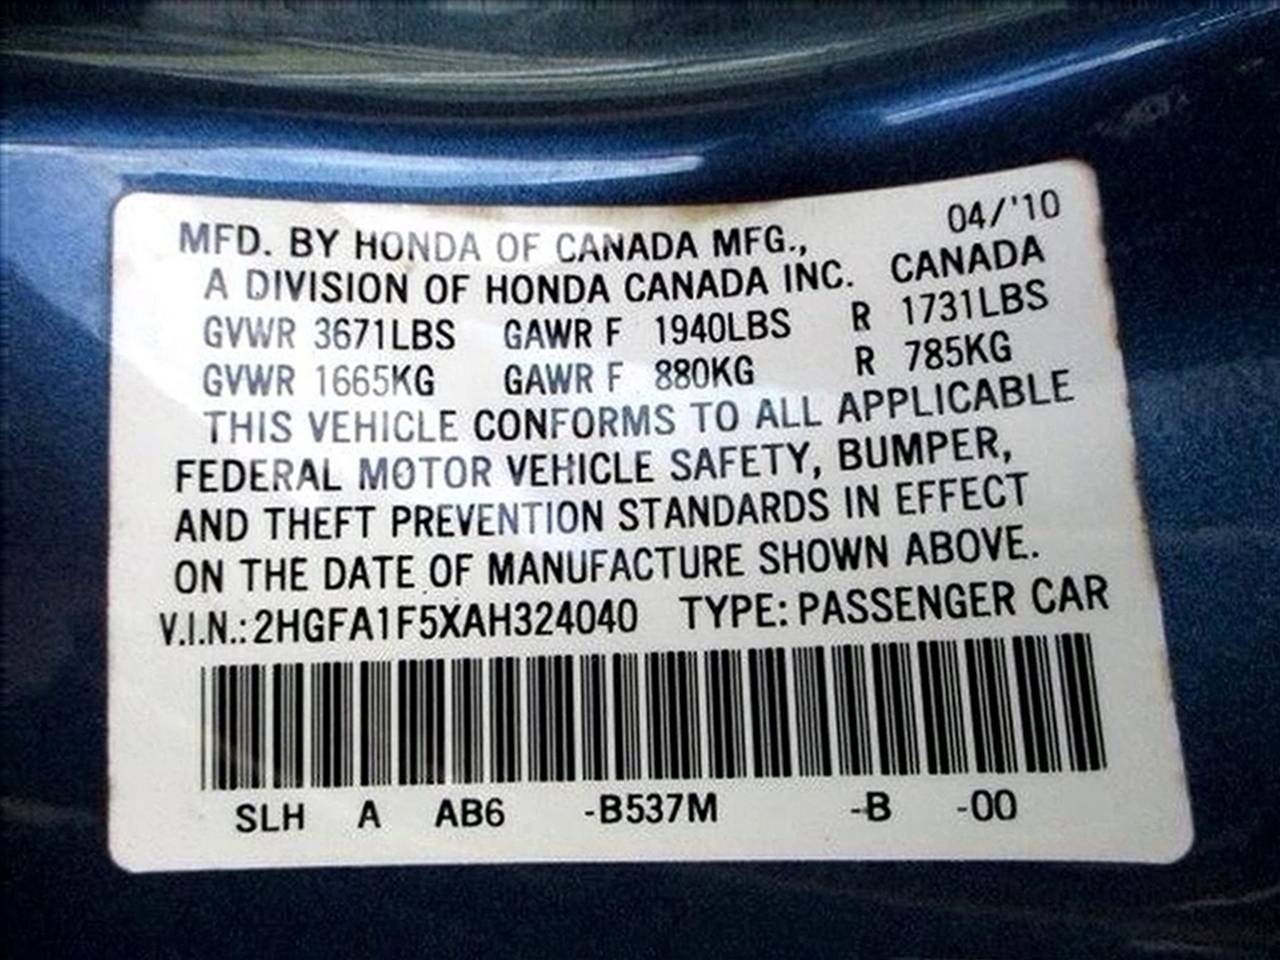 04/'10
MFD. BY HONDA OF CANADA MFG.,
A DIVISION OF HONDA CANADA INC. CANADA
GVWR 3671LBS GAWR F 1940LBS R 1731LBS
GVWR 1665KG GAWR F 880KG R 785KG
THIS VEHICLE CONFORMS TO ALL APPLICABLE
FEDERAL MOTOR VEHICLE SAFETY, BUMPER,
AND THEFT PREVENTION STANDARDS IN EFFECT
ON THE DATE OF MANUFACTURE SHOWN ABOVE.
V.I.N.: 2HGFA1F5XAH324040 TYPE: PASSENGER CAR
SLH A AB6 -B537M -B -00